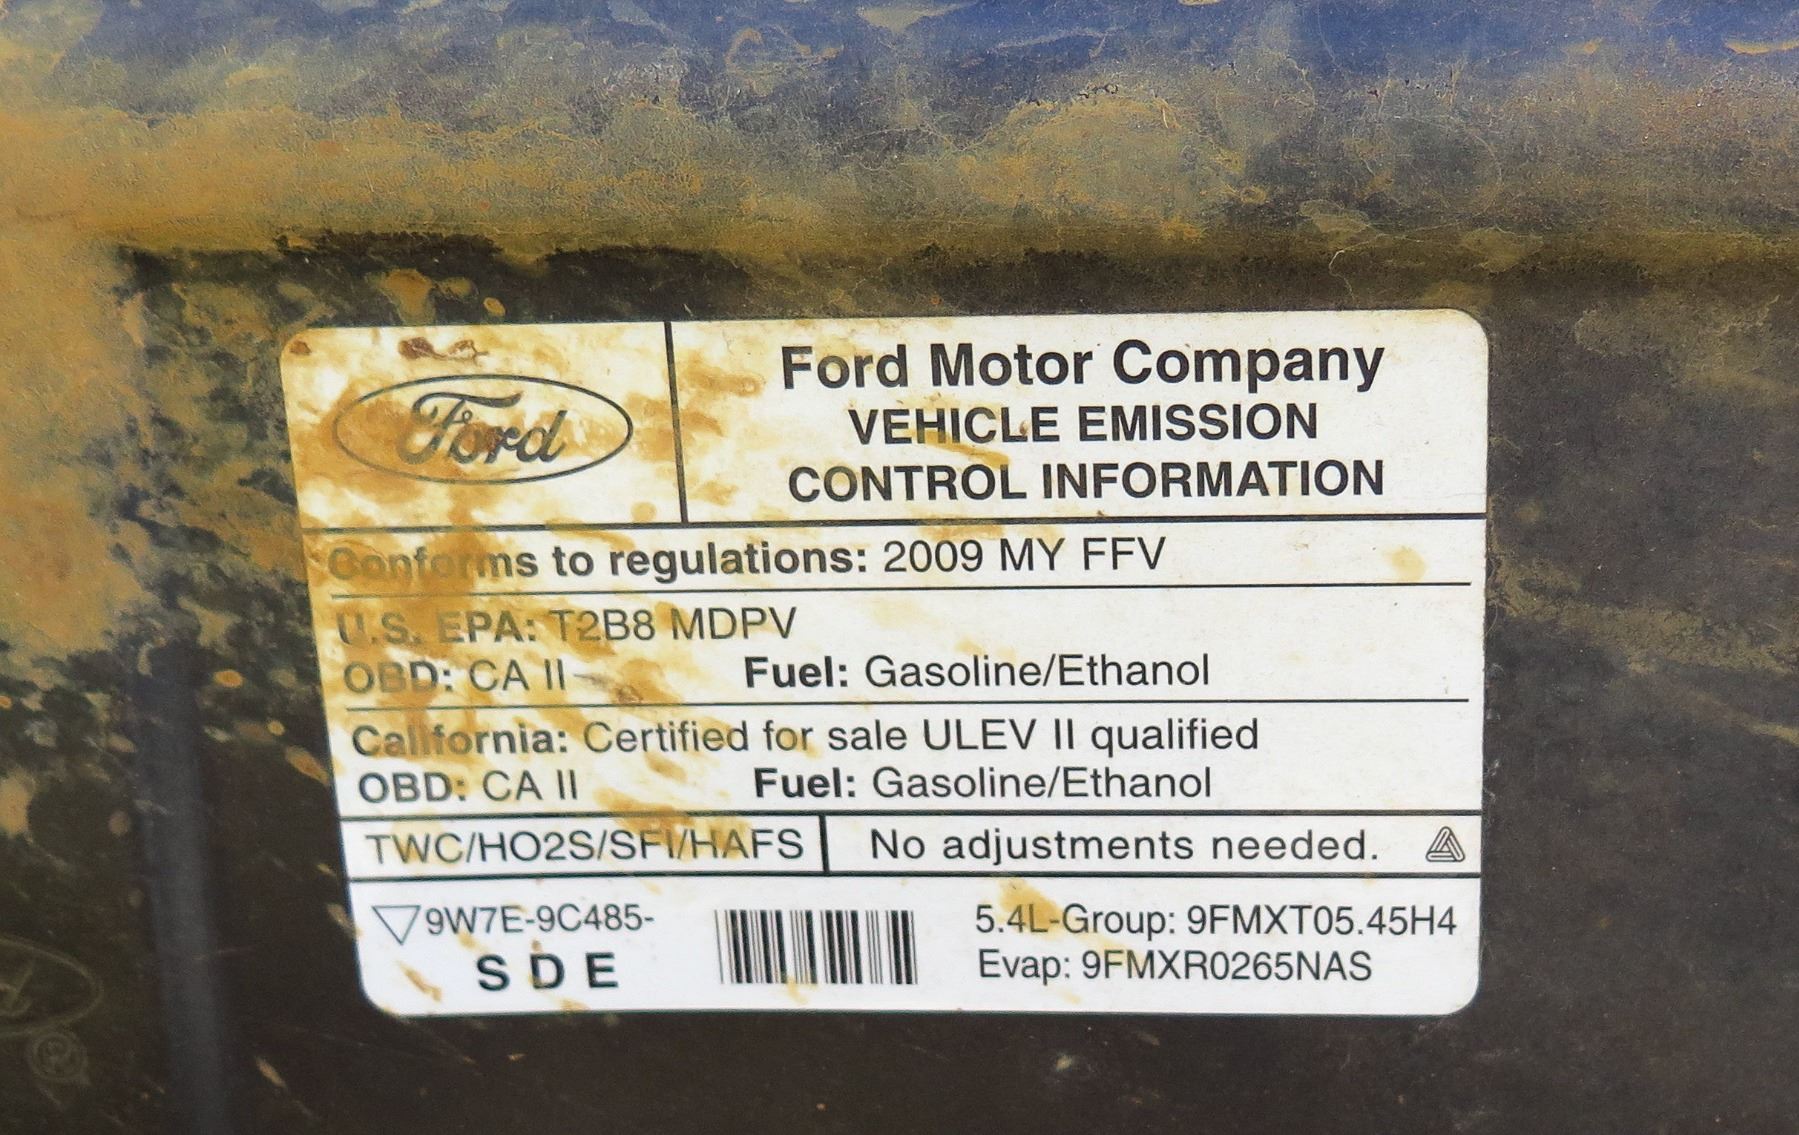 Ford
Ford Motor Company
VEHICLE EMISSION
CONTROL INFORMATION
Conforms to regulations: 2009 MY FFV
U.S. EPA: T2B8 MDPV
OBD: CA II Fuel: Gasoline/Ethanol
California: Certified for sale ULEV II qualified
OBD: CA II Fuel: Gasoline/Ethanol
TWC/HO2S/SFI/HAFS No adjustments needed.
9W7E-9C485- 5.4L-Group: 9FMXT05.45H4
SDE Evap: 9FMXR0265NAS